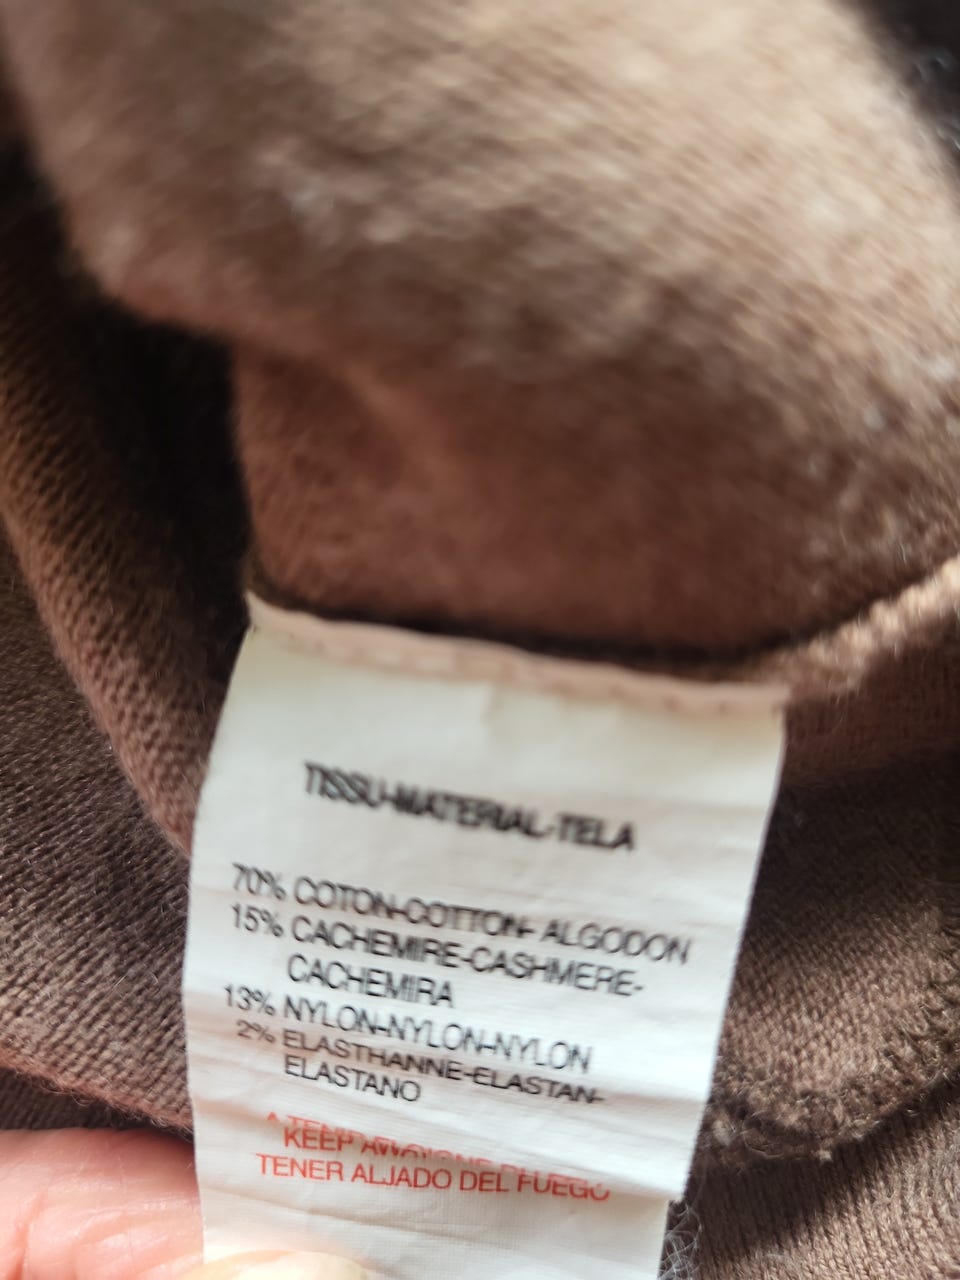 TISSU-MATERIAL-TELA
70% COTON-COTTON- ALGODON
15% CACHEMIRE-CASHMERE-
CACHEMIRA
13% NYLON-NYLON-NYLON
2% ELASTHANNE-ELASTAN-
ELASTANO
KEEP
TENER ALJADO DEL FUEGO